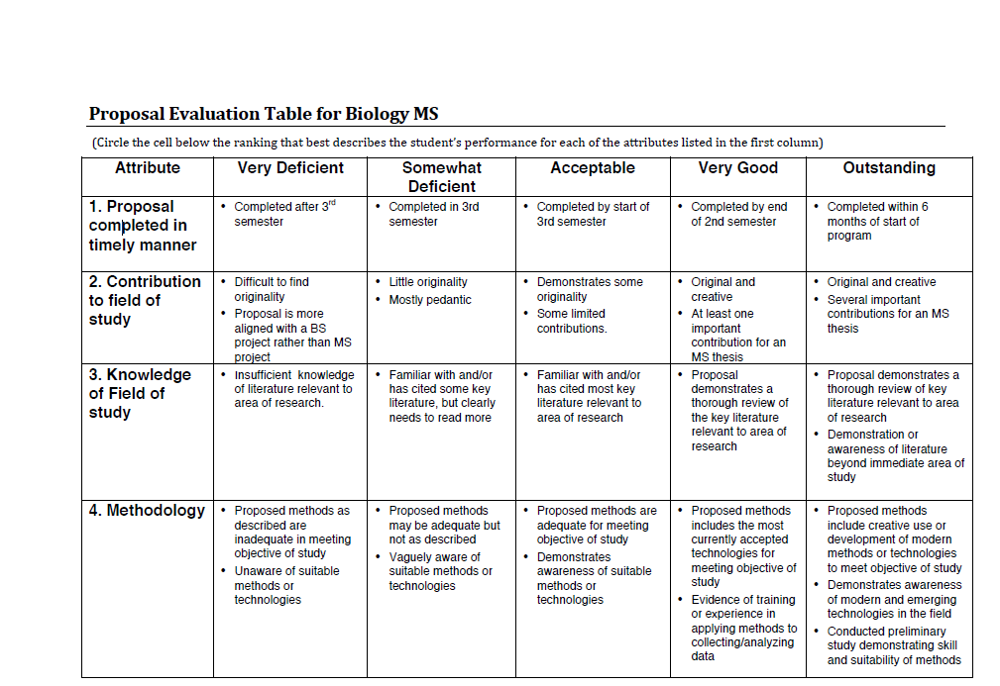 Proposal Evaluation Table for Biology MS
(Circle the cell below the ranking that best describes the student's performance for each of the attributes listed in the first column)
Attribute
Very Deficient
Somewhat
Deficient
Acceptable
Very Good
Outstanding
1. Proposal
completed in
timely manner
• Completed after 3rd
semester
• Completed in 3rd
semester
• Completed by start of
3rd semester
• Completed by end
of 2nd semester
• Completed within 6
months of start of
program
2. Contribution
to field of
study
• Difficult to find
originality
• Proposal is more
aligned with a BS
project rather than MS
project
• Little originality
• Mostly pedantic
• Demonstrates some
originality
• Some limited
contributions.
• Original and
creative
• At least one
important
contribution for an
MS thesis
• Original and creative
• Several important
contributions for an MS
thesis
3. Knowledge
of Field of
study
• Insufficient knowledge
of literature relevant to
area of research.
• Familiar with and/or
has cited some key
literature, but clearly
needs to read more
• Familiar with and/or
has cited most key
literature relevant to
area of research
• Proposal
demonstrates a
thorough review of
the key literature
relevant to area of
research
• Proposal demonstrates a
thorough review of key
literature relevant to area
of research
• Demonstration or
awareness of literature
beyond immediate area of
study
4. Methodology
• Proposed methods as
described are
inadequate in meeting
objective of study
• Unaware of suitable
methods or
technologies
• Proposed methods
may be adequate but
not as described
• Vaguely aware of
suitable methods or
technologies
• Proposed methods are
adequate for meeting
objective of study
• Demonstrates
awareness of suitable
methods or
technologies
• Proposed methods
includes the most
currently accepted
technologies for
meeting objective of
study
• Evidence of training
or experience in
applying methods to
collecting/analyzing
data
• Proposed methods
include creative use or
development of modern
methods or technologies
to meet objective of study
• Demonstrates awareness
of modern and emerging
technologies in the field
• Conducted preliminary
study demonstrating skill
and suitability of methods